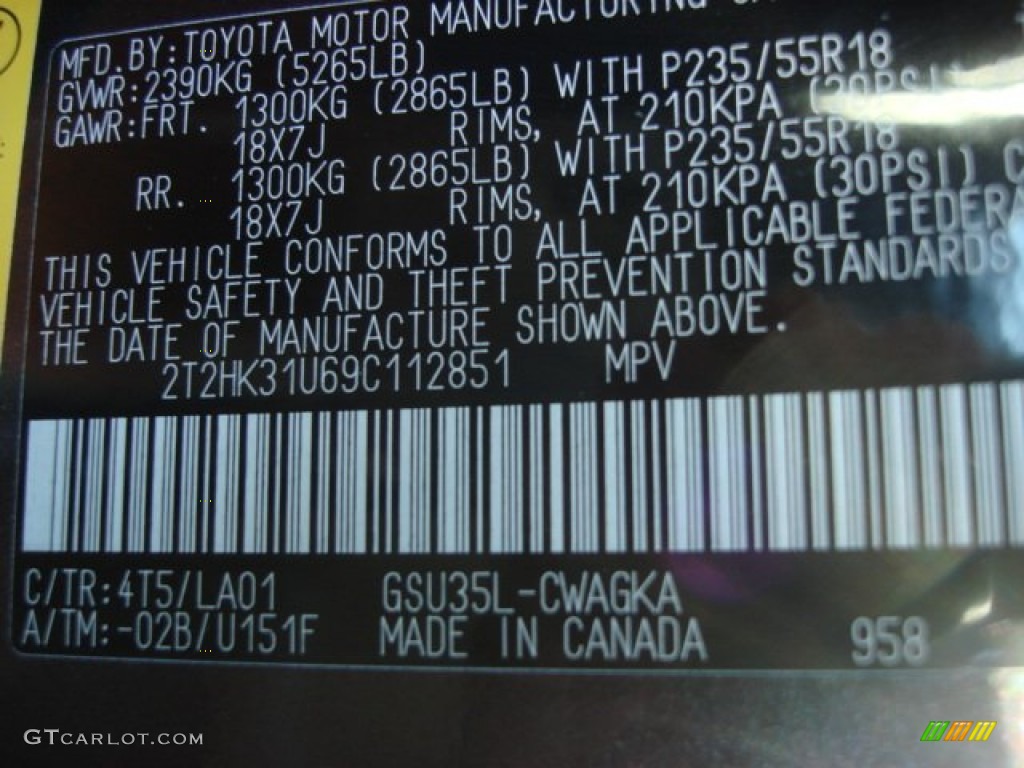 MFD.BY:TOYOTA MOTOR MANUFACTURING
GVWR:2390KG (5265LB)
GAWR:FRT. 1300KG (2865LB) WITH P235/55R18
18X7J RIMS, AT 210KPA (30PSI)
RR. 1300KG (2865LB) WITH P235/55R18
18X7J RIMS, AT 210KPA (30PSI) C
THIS VEHICLE CONFORMS TO ALL APPLICABLE FEDERA
VEHICLE SAFETY AND THEFT PREVENTION STANDARDS
THE DATE OF MANUFACTURE SHOWN ABOVE.
2T2HK31U69C112851 MPV
C/TR:4T5/LA01 GSU35L-CWAGKA
A/TM:-02B/U151F MADE IN CANADA 958
GTCARLOT.COM